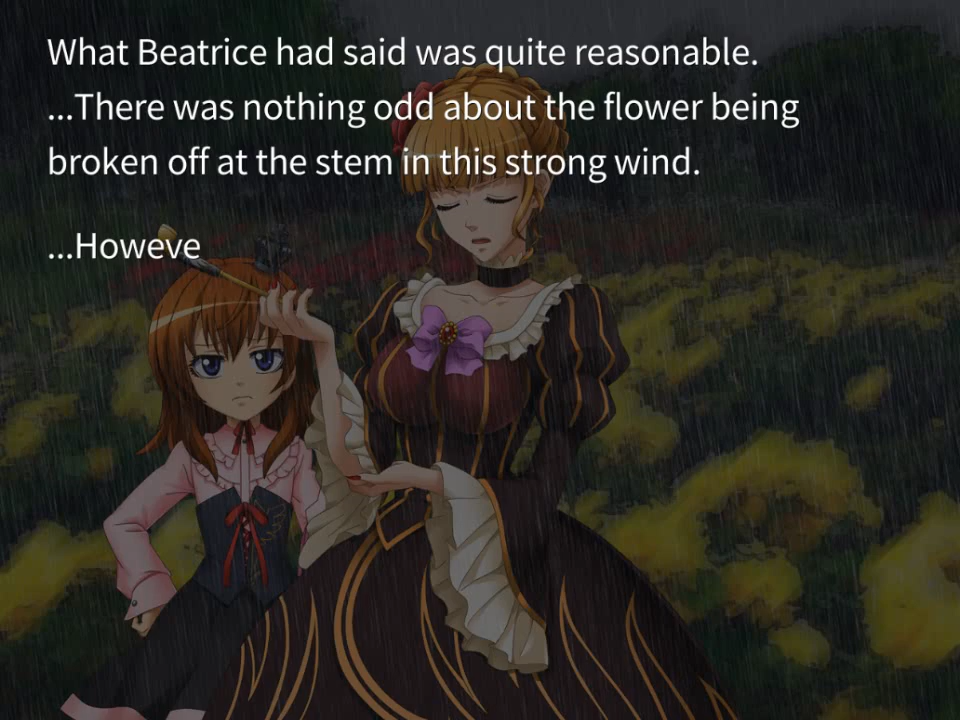 What Beatrice had said was quite reasonable.
...There was nothing odd about the flower being
broken off at the stem in this strong wind.
...Howeve